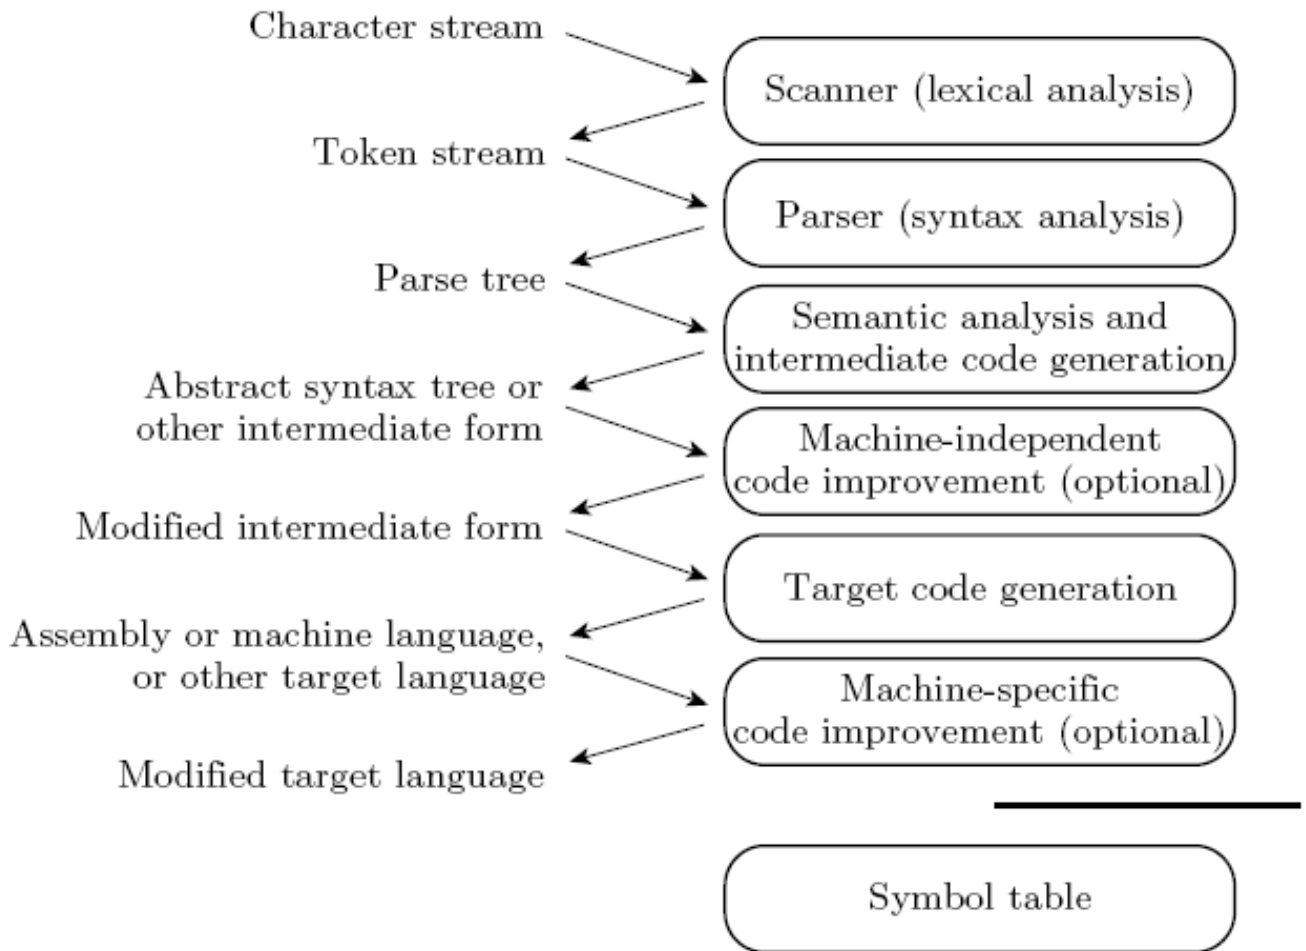 Character stream
Scanner (lexical analysis)
Token stream
Parser (syntax analysis)
Parse tree
Semantic analysis and
intermediate code generation
Abstract syntax tree or
other intermediate form
Machine-independent
code improvement (optional)
Modified intermediate form
Target code generation
Assembly or machine language,
or other target language
Machine-specific
code improvement (optional)
Modified target language
Symbol table